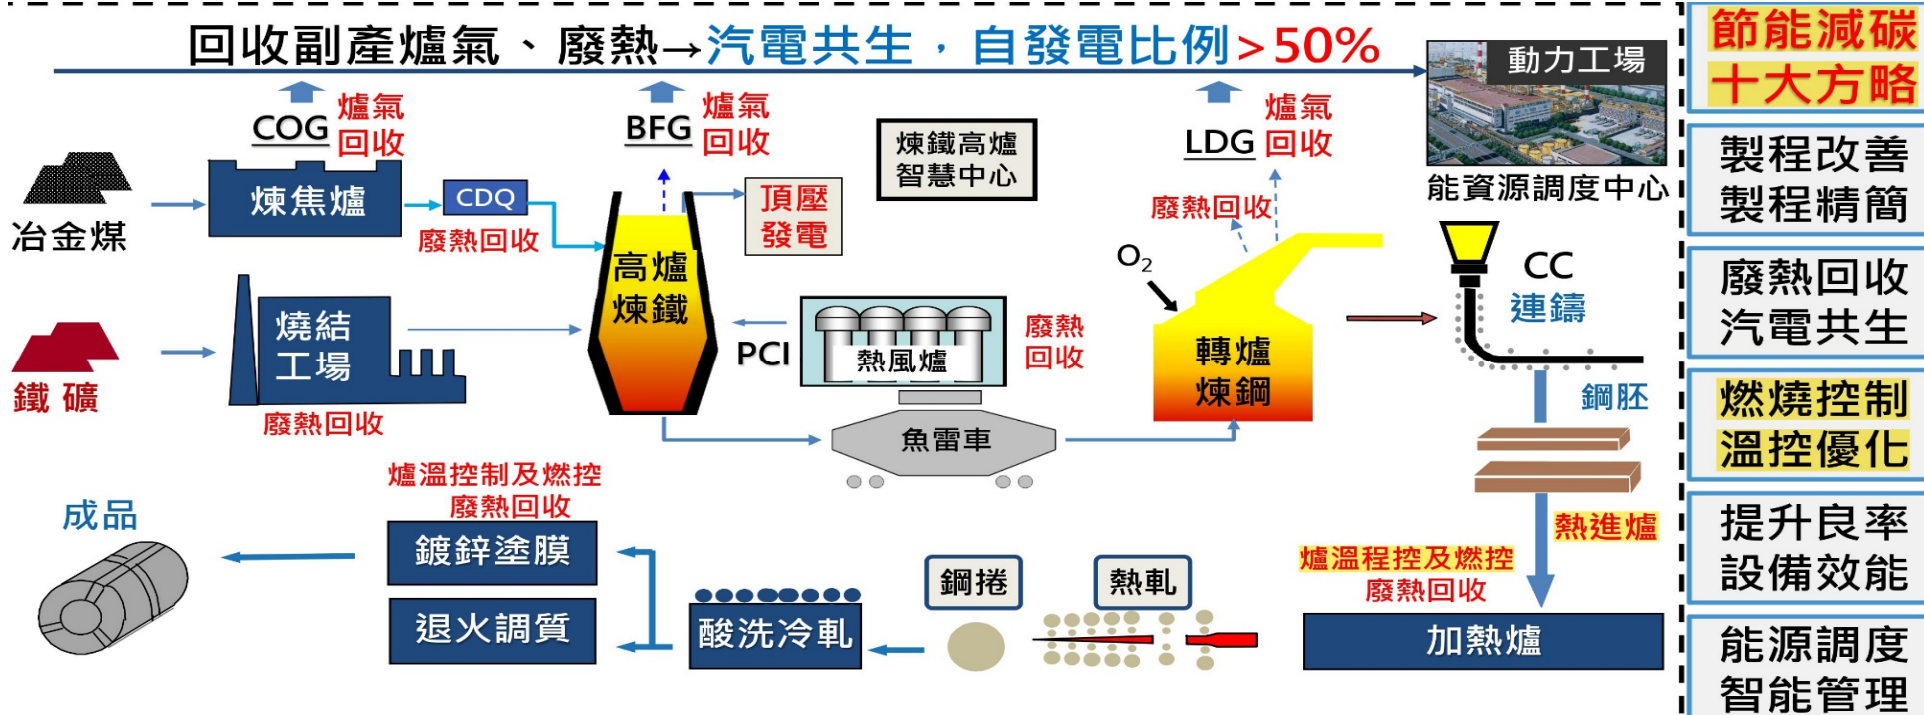 回收副產爐氣、廢熱→汽電共生，自發電比例>50%
動力工場
能資源調度中心
COG
爐氣
回收
BFG
爐氣
回收
LDG
爐氣
回收
煉鐵高爐
智慧中心
冶金煤
煉焦爐
CDQ
廢熱回收
頂壓
發電
廢熱回收
O₂
CC
連鑄
高爐
煉鐵
鐵礦
燒結
工場
廢熱回收
PCI
熱風爐
廢熱
回收
轉爐
煉鋼
鋼胚
魚雷車
熱進爐
爐溫程控及燃控
廢熱回收
加熱爐
熱軋
鋼捲
酸洗冷軋
爐溫控制及燃控
廢熱回收
鍍鋅塗膜
退火調質
成品
節能減碳
十大方略
製程改善
製程精簡
廢熱回收
汽電共生
燃燒控制
溫控優化
提升良率
設備效能
能源調度
智能管理